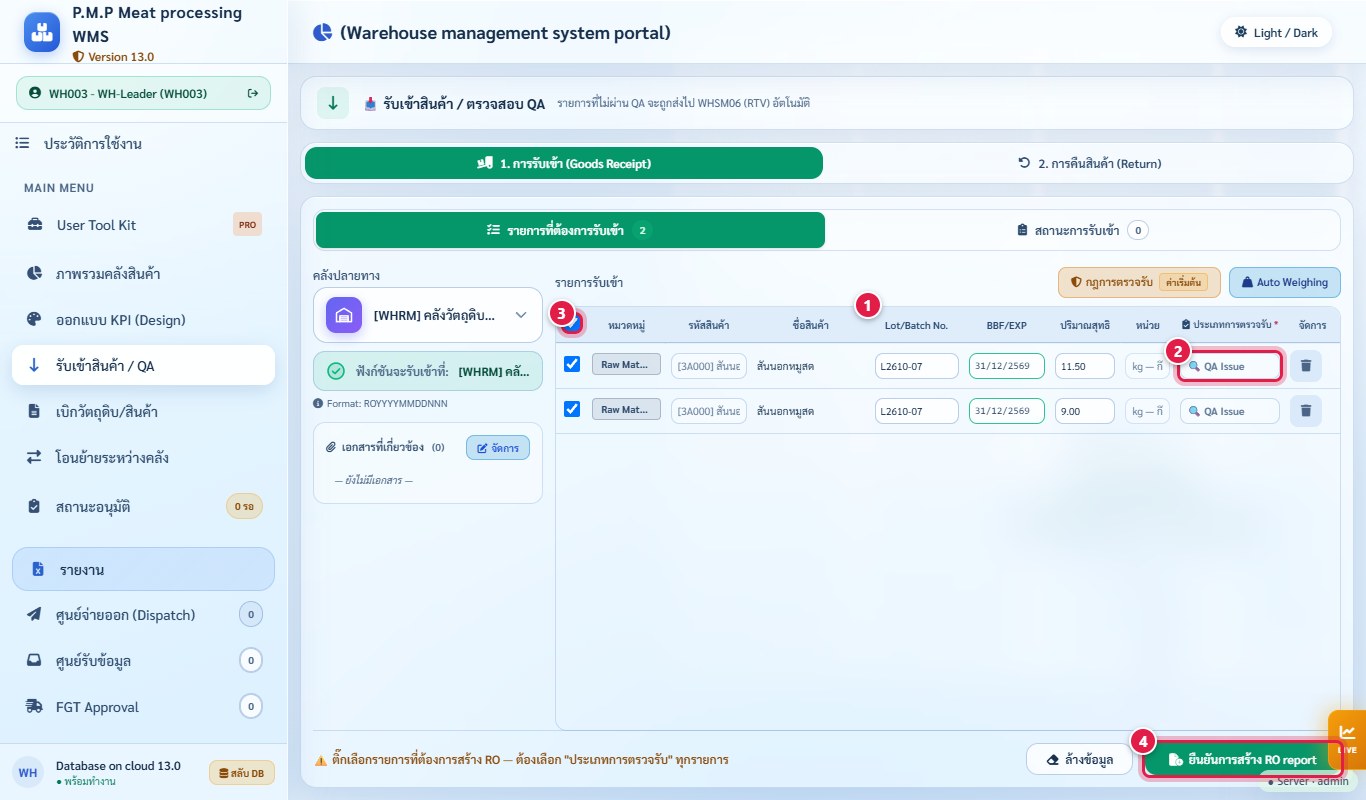 P.M.P Meat processing
WMS
Version 13.0
WH003 - WH-Leader (WH003)
ประวัติการใช้งาน
MAIN MENU
User Tool Kit
PRO
ภาพรวมคลังสินค้า
ออกแบบ KPI (Design)
รับเข้าสินค้า / QA
เบิกวัตถุดิบ/สินค้า
โอนย้ายระหว่างคลัง
สถานะอนุมัติ
0 รอ
รายงาน
ศูนย์จ่ายออก (Dispatch)
0
ศูนย์รับข้อมูล
0
FGT Approval
0
WH
Database on cloud 13.0
● พร้อมทำงาน
สลับ DB
(Warehouse management system portal)
Light / Dark
รับเข้าสินค้า / ตรวจสอบ QA
รายการที่ไม่ผ่าน QA จะถูกส่งไป WHSM06 (RTV) อัตโนมัติ
1. การรับเข้า (Goods Receipt)
2. การคืนสินค้า (Return)
รายการที่ต้องการรับเข้า 2
สถานะการรับเข้า 0
คลังปลายทาง
[WHRM] คลังวัตถุดิบ...
ฟังก์ชันจะรับเข้าที่: [WHRM] คลั...
Format: ROYYYYMMDDNNN
เอกสารที่เกี่ยวข้อง (0)
จัดการ
— ยังไม่มีเอกสาร —
รายการรับเข้า
กฎการตรวจรับ ค่าเริ่มต้น
Auto Weighing
3
1
2
หมวดหมู่ รหัสสินค้า ชื่อสินค้า Lot/Batch No. BBF/EXP ปริมาณสุทธิ หน่วย ประเภทการตรวจรับ * จัดการ
Raw Mat... [3A000] สันนอ สันนอกหมูสด L2610-07 31/12/2569 11.50 kg — กิ QA Issue
Raw Mat... [3A000] สันนอ สันนอกหมูสด L2610-07 31/12/2569 9.00 kg — กิ QA Issue
ติ๊กเลือกรายการที่ต้องการสร้าง RO — ต้องเลือก "ประเภทการตรวจรับ" ทุกรายการ
ล้างข้อมูล
4
ยืนยันการสร้าง RO report
● Server · admin